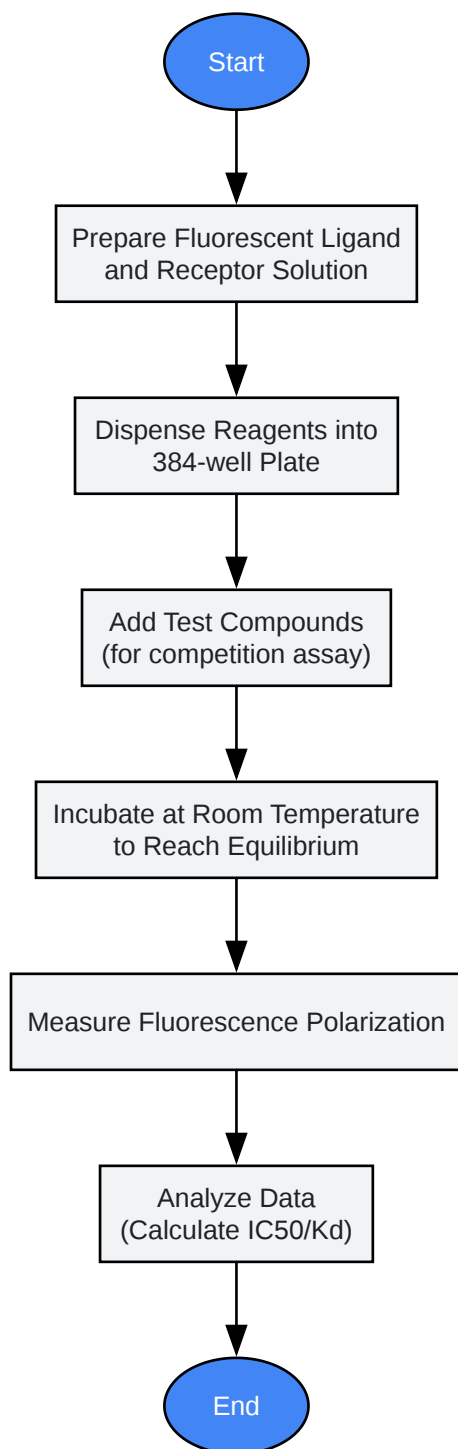 Start
Prepare Fluorescent Ligand
and Receptor Solution
Dispense Reagents into
384-well Plate
Add Test Compounds
(for competition assay)
Incubate at Room Temperature
to Reach Equilibrium
Measure Fluorescence Polarization
Analyze Data
(Calculate IC50/Kd)
End